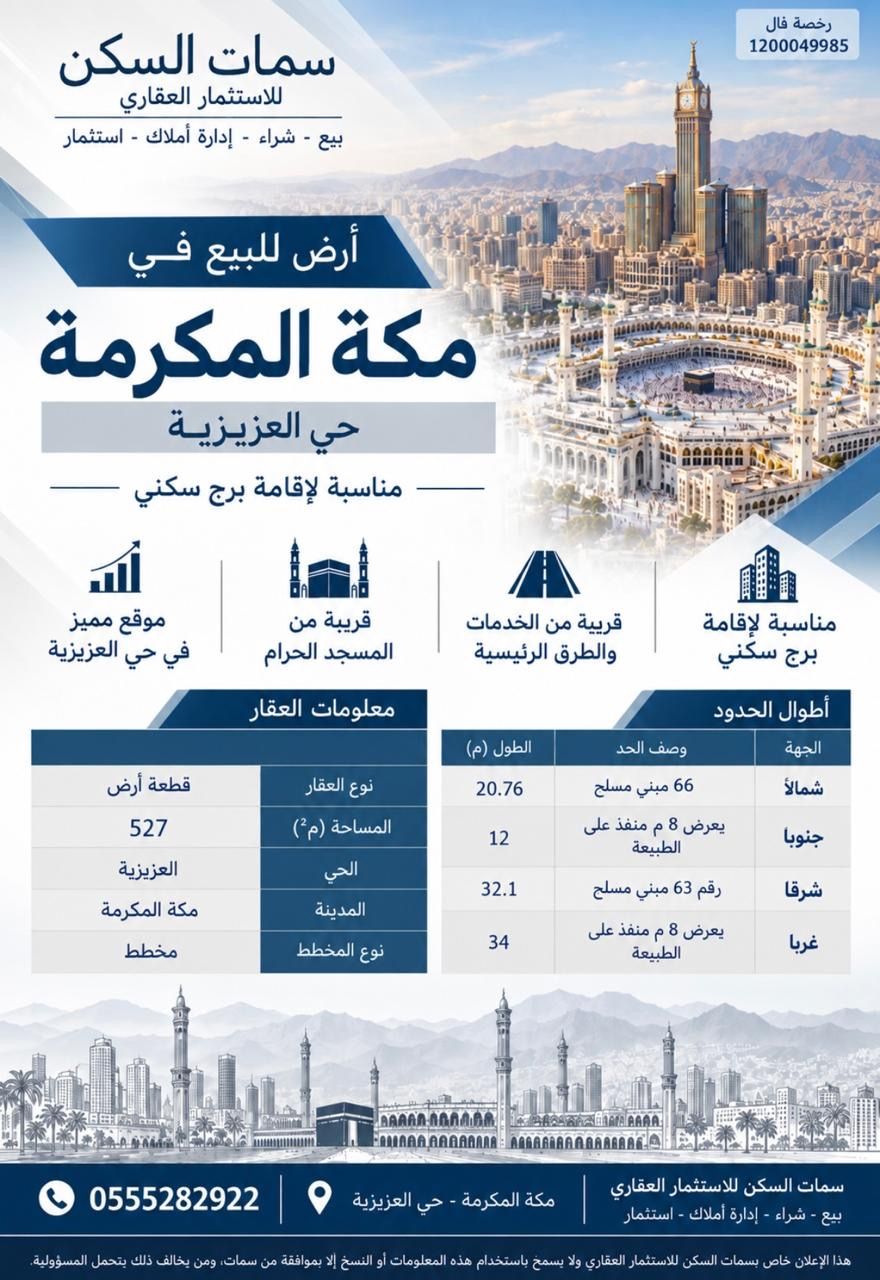 رخصة فال
1200049985
سمات السكن
للاستثمار العقاري
بيع - شراء - إدارة أملاك - استثمار
أرض للبيع في
مكة المكرمة
حي العزيزية
مناسبة لإقامة برج سكني
مناسبة لإقامة
برج سكني
قريبة من الخدمات
والطرق الرئيسية
قريبة من
المسجد الحرام
موقع مميز
في حي العزيزية
أطوال الحدود
الجهة وصف الحد الطول (م)
شمالاً 66 مبني مسلح 20.76
جنوبا يعرض 8 م منفذ على
الطبيعة 12
شرقا رقم 63 مبني مسلح 32.1
غربا يعرض 8 م منفذ على
الطبيعة 34
معلومات العقار
نوع العقار قطعة أرض
المساحة (م²) 527
الحي العزيزية
المدينة مكة المكرمة
نوع المخطط مخطط
سمات السكن للاستثمار العقاري
بيع - شراء - إدارة أملاك - استثمار
مكة المكرمة - حي العزيزية
0555282922
هذا الإعلان خاص بسمات السكن للاستثمار العقاري ولا يسمح باستخدام هذه المعلومات أو النسخ إلا بموافقة من سمات، ومن يخالف ذلك يتحمل المسؤولية.